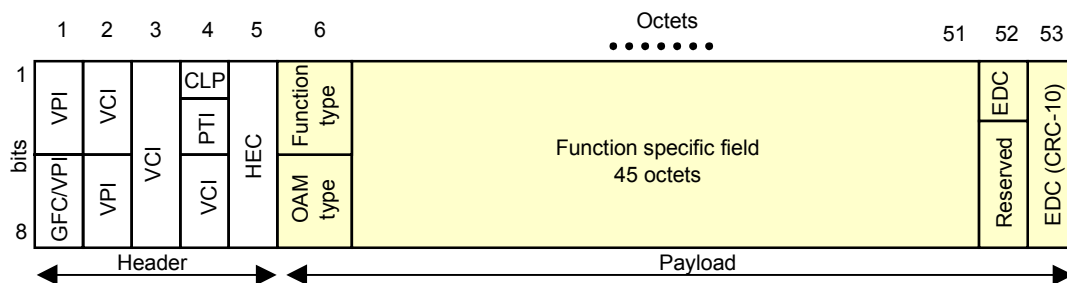 Octets
1 2 3 4 5 6 51 52 53
1
bits
8
VPI
GFC/VPI
VCI
VPI
VCI
CLP
PTI
VCI
HEC
Function
type
OAM
type
Function specific field
45 octets
EDC
Reserved
EDC (CRC-10)
Header
Payload